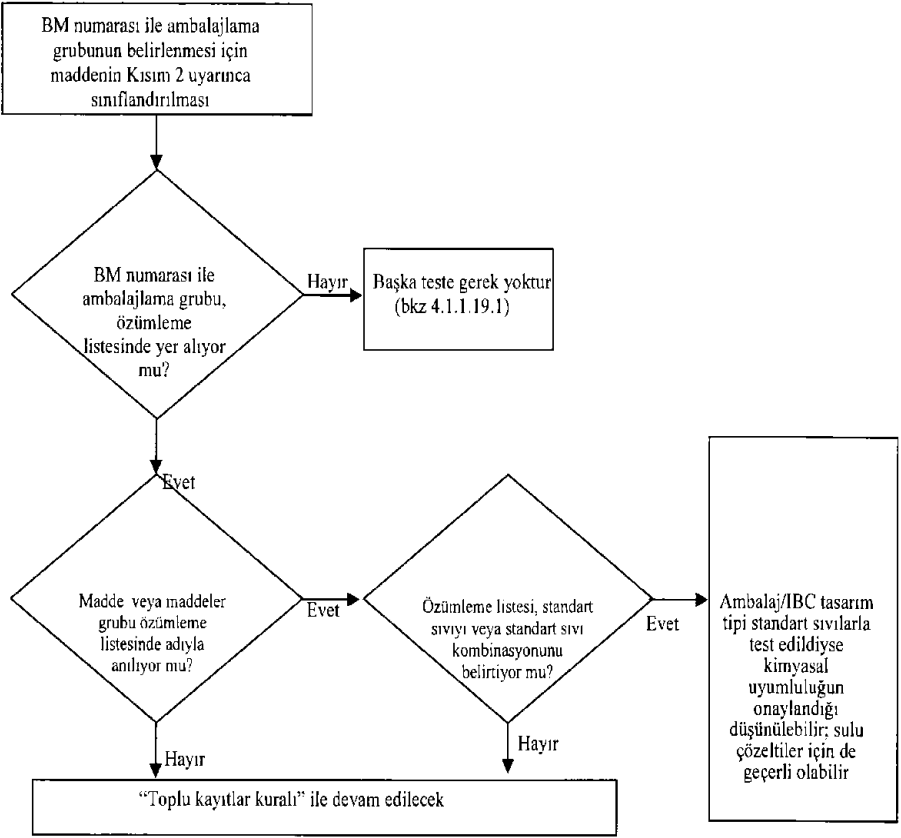 BM numarası ile ambalajlama
grubunun belirlenmesi için
maddenin Kısım 2 uyarınca
sınıflandırılması
BM numarası ile
ambalajlama grubu,
özümleme
listesinde yer alıyor
mu?
Hayır
Başka teste gerek yoktur
(bkz 4.1.1.19.1)
Evet
Madde veya maddeler
grubu özümleme
listesinde adıyla
anılıyor mu?
Evet
Özümleme listesi, standart
sıvıyı veya standart sıvı
kombinasyonunu
belirtiyor mu?
Evet
Ambalaj/IBC tasarım
tipi standart sıvılarla
test edildiyse
kimyasal
uyumluluğun
onaylandığı
düşünülebilir; sulu
çözeltiler için de
geçerli olabilir
Hayır
Hayır
“Toplu kayıtlar kuralı” ile devam edilecek